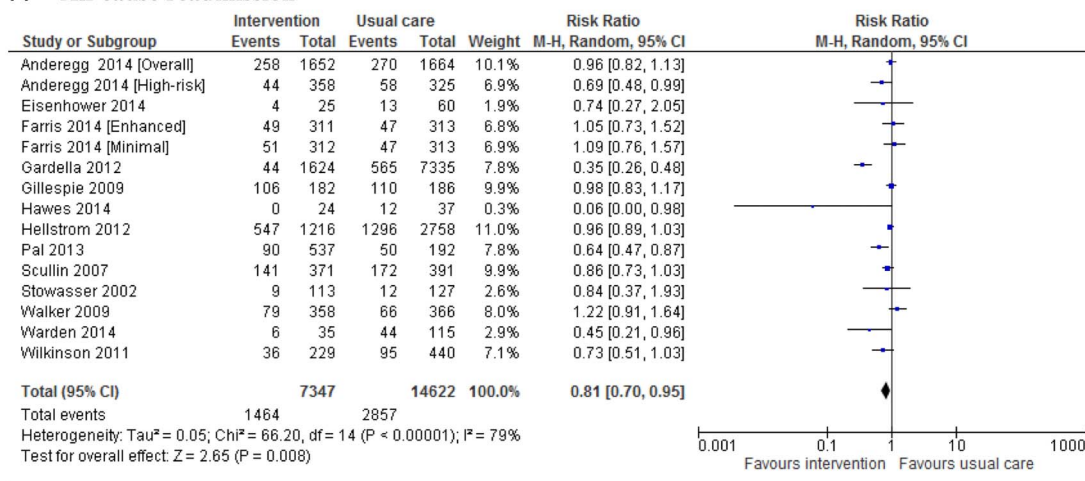 Intervention Usual care Risk Ratio Risk Ratio
Study or Subgroup Events Total Events Total Weight M-H, Random, 95% CI M-H, Random, 95% CI
Anderegg 2014 [Overall] 258 1652 270 1664 10.1% 0.96 [0.82, 1.13]
Anderegg 2014 [High-risk] 44 358 58 325 6.9% 0.69 [0.48, 0.99]
Eisenhower 2014 4 25 13 60 1.9% 0.74 [0.27, 2.05]
Farris 2014 [Enhanced] 49 311 47 313 6.8% 1.05 [0.73, 1.52]
Farris 2014 [Minimal] 51 312 47 313 6.9% 1.09 [0.76, 1.57]
Gardella 2012 44 1624 565 7335 7.6% 0.35 [0.26, 0.48]
Gillespie 2009 106 182 110 186 9.9% 0.98 [0.83, 1.17]
Hawes 2014 0 24 12 37 0.3% 0.06 [0.00, 0.98]
Hellstrom 2012 547 1216 1296 2758 11.0% 0.96 [0.89, 1.03]
Pal 2013 90 537 50 192 7.8% 0.64 [0.47, 0.87]
Scullin 2007 141 371 172 391 9.9% 0.86 [0.73, 1.03]
Stowasser 2002 9 113 12 127 2.6% 0.84 [0.37, 1.93]
Walker 2009 79 358 66 366 8.0% 1.22 [0.91, 1.64]
Warden 2014 6 35 44 115 2.9% 0.45 [0.21, 0.96]
Wilkinson 2011 36 229 95 440 7.1% 0.73 [0.51, 1.03]
Total (95% CI) 7347 14622 100.0% 0.81 [0.70, 0.95]
Total events 1464 2857
Heterogeneity: Tau² = 0.05; Chi² = 66.20, df = 14 (P < 0.00001); I² = 79%
Test for overall effect: Z = 2.65 (P = 0.008)
0.001 0.1 1 10 1000
Favours intervention Favours usual care